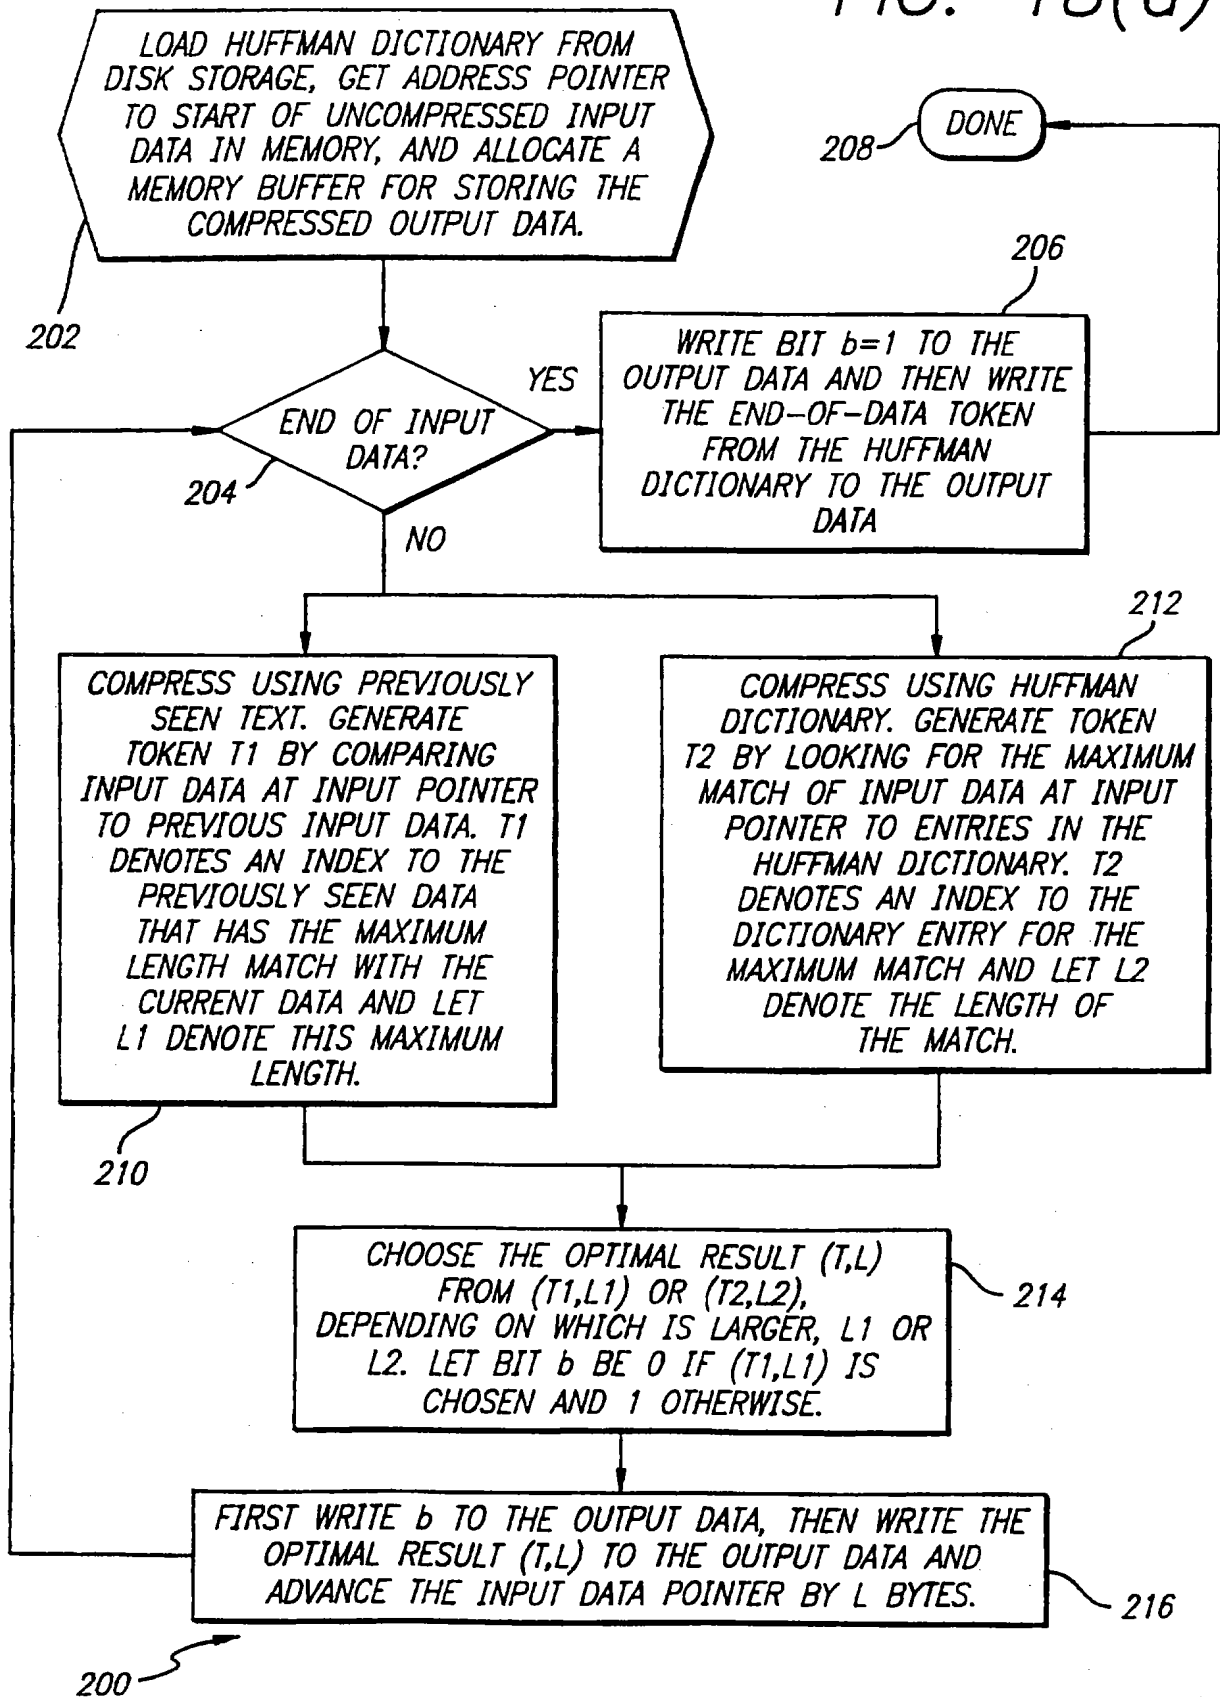 FIG. 18(a)
LOAD HUFFMAN DICTIONARY FROM
DISK STORAGE, GET ADDRESS POINTER
TO START OF UNCOMPRESSED INPUT
DATA IN MEMORY, AND ALLOCATE A
MEMORY BUFFER FOR STORING THE
COMPRESSED OUTPUT DATA.
202
DONE
208
END OF INPUT
DATA?
204
YES
NO
206
WRITE BIT b=1 TO THE
OUTPUT DATA AND THEN WRITE
THE END-OF-DATA TOKEN
FROM THE HUFFMAN
DICTIONARY TO THE OUTPUT
DATA
COMPRESS USING PREVIOUSLY
SEEN TEXT. GENERATE
TOKEN T1 BY COMPARING
INPUT DATA AT INPUT POINTER
TO PREVIOUS INPUT DATA. T1
DENOTES AN INDEX TO THE
PREVIOUSLY SEEN DATA
THAT HAS THE MAXIMUM
LENGTH MATCH WITH THE
CURRENT DATA AND LET
L1 DENOTE THIS MAXIMUM
LENGTH.
210
212
COMPRESS USING HUFFMAN
DICTIONARY. GENERATE TOKEN
T2 BY LOOKING FOR THE MAXIMUM
MATCH OF INPUT DATA AT INPUT
POINTER TO ENTRIES IN THE
HUFFMAN DICTIONARY. T2
DENOTES AN INDEX TO THE
DICTIONARY ENTRY FOR THE
MAXIMUM MATCH AND LET L2
DENOTE THE LENGTH OF
THE MATCH.
CHOOSE THE OPTIMAL RESULT (T,L)
FROM (T1,L1) OR (T2,L2),
DEPENDING ON WHICH IS LARGER, L1 OR
L2. LET BIT b BE 0 IF (T1,L1) IS
CHOSEN AND 1 OTHERWISE.
214
FIRST WRITE b TO THE OUTPUT DATA, THEN WRITE THE
OPTIMAL RESULT (T,L) TO THE OUTPUT DATA AND
ADVANCE THE INPUT DATA POINTER BY L BYTES.
216
200